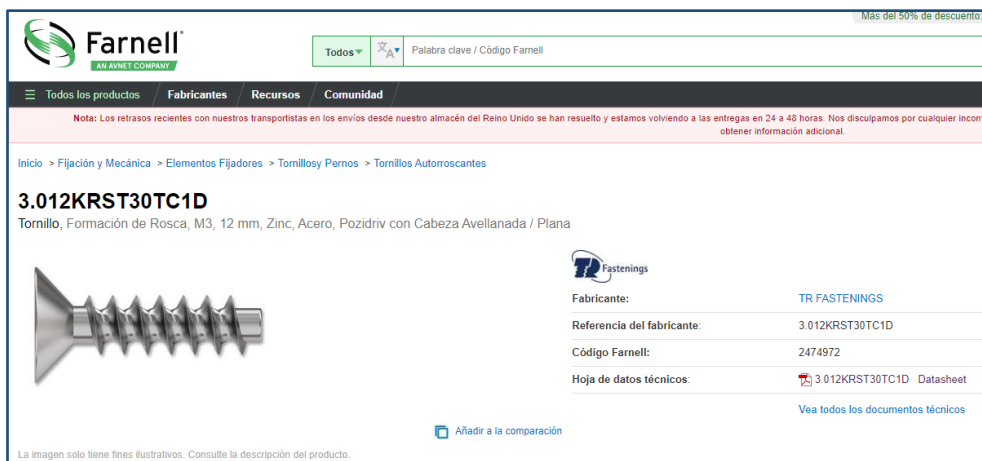 Más del 50% de descuento:
Farnell
AN AVNET COMPANY
Todos
Palabra clave / Código Farnell
Todos los productos / Fabricantes / Recursos / Comunidad /
Nota: Los retrasos recientes con nuestros transportistas en los envíos desde nuestro almacén del Reino Unido se han resuelto y estamos volviendo a las entregas en 24 a 48 horas. Nos disculpamos por cualquier incon
obtener información adicional.
Inicio > Fijación y Mecánica > Elementos Fijadores > Tornillosy Pernos > Tornillos Autorroscantes
3.012KRST30TC1D
Tornillo, Formación de Rosca, M3, 12 mm, Zinc, Acero, Pozidriv con Cabeza Avellanada / Plana
TR Fastenings
Fabricante: TR FASTENINGS
Referencia del fabricante: 3.012KRST30TC1D
Código Farnell: 2474972
Hoja de datos técnicos: 3.012KRST30TC1D Datasheet
Vea todos los documentos técnicos
Añadir a la comparación
La imagen solo tiene fines ilustrativos. Consulte la descripción del producto.